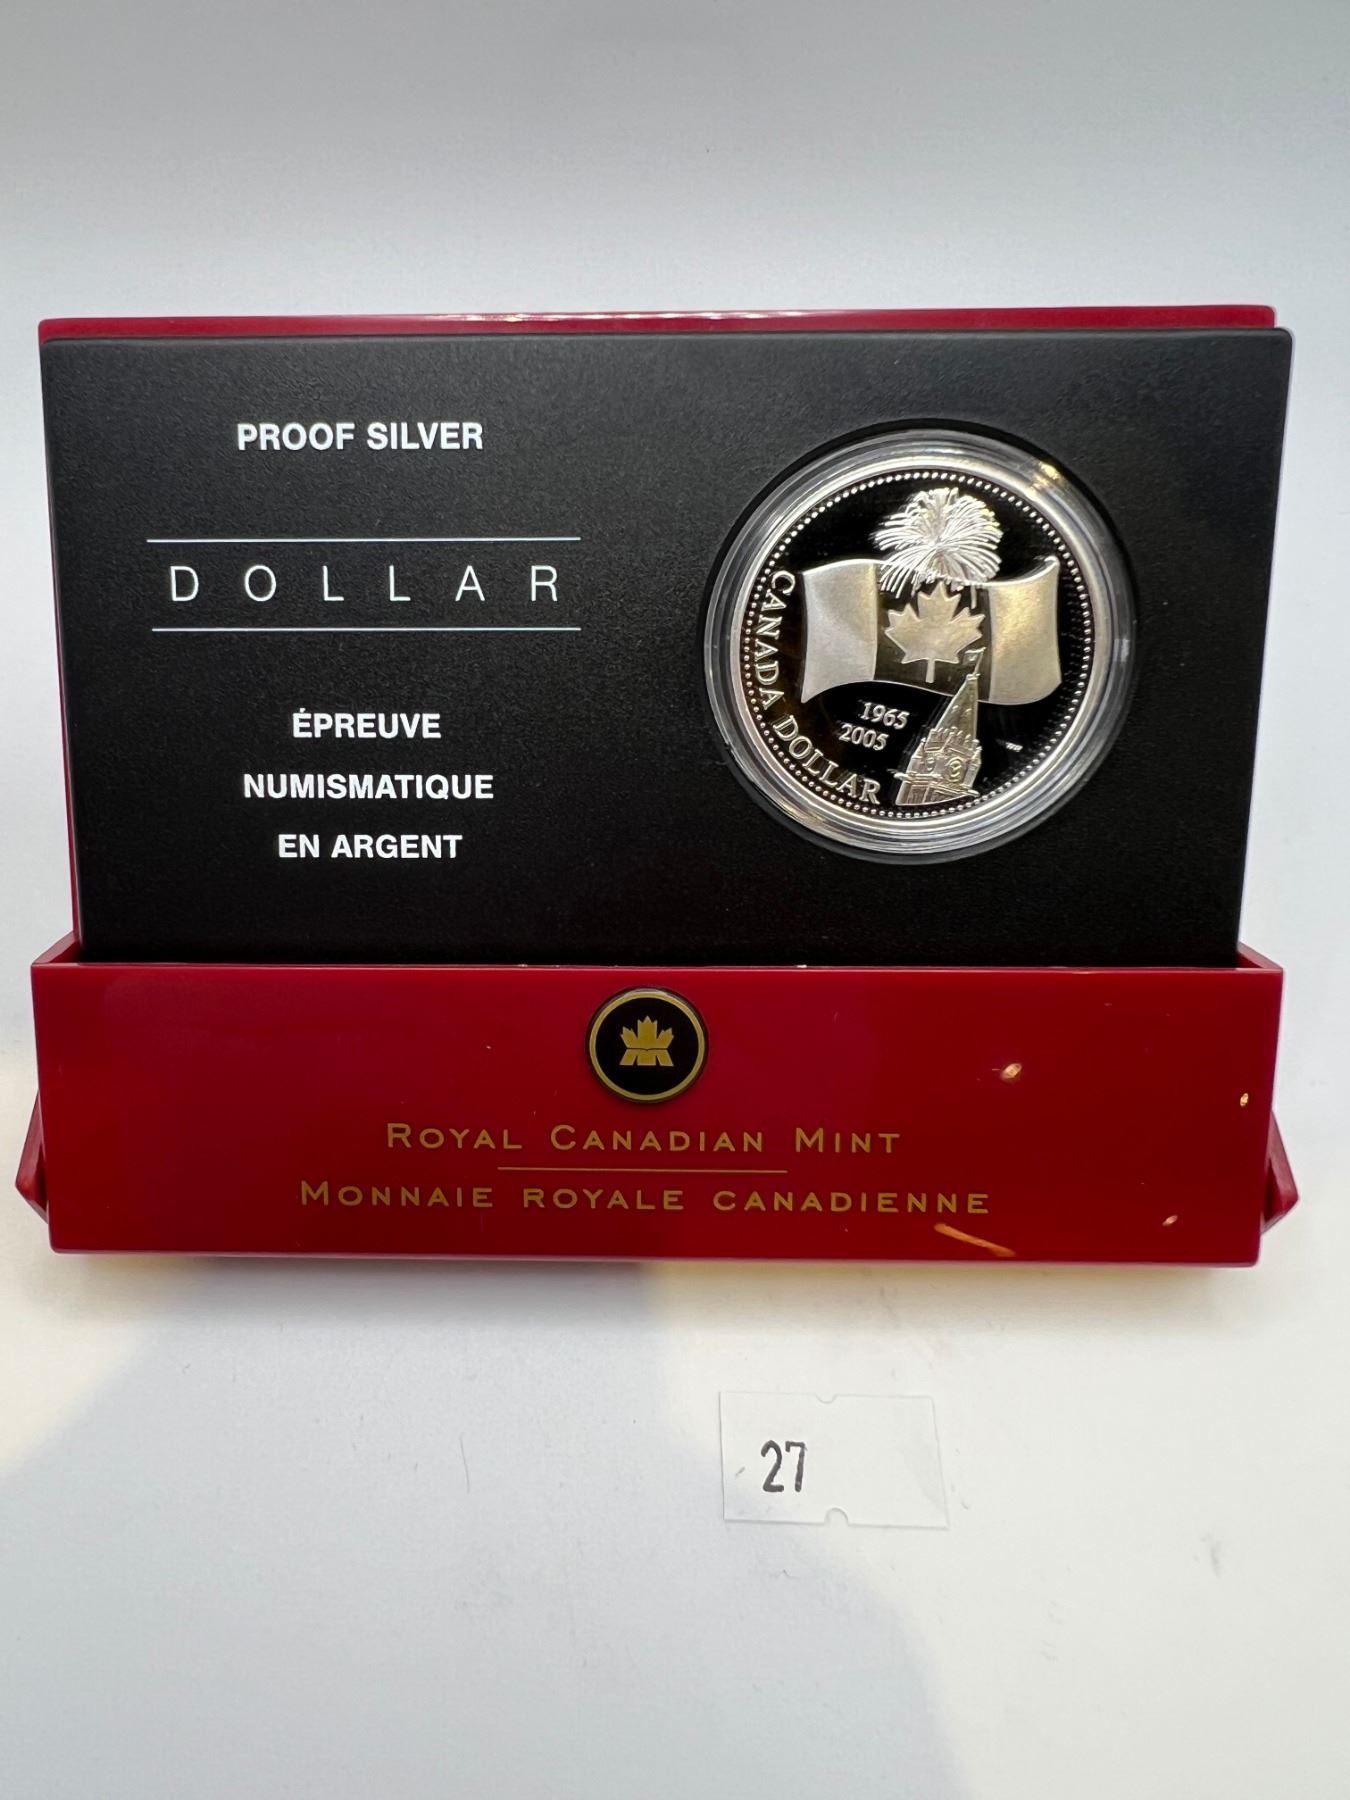 PROOF SILVER
DOLLAR
ÉPREUVE
NUMISMATIQUE
EN ARGENT
CANADA DOLLAR
1965
2005
ROYAL CANADIAN MINT
MONNAIE ROYALE CANADIENNE
27